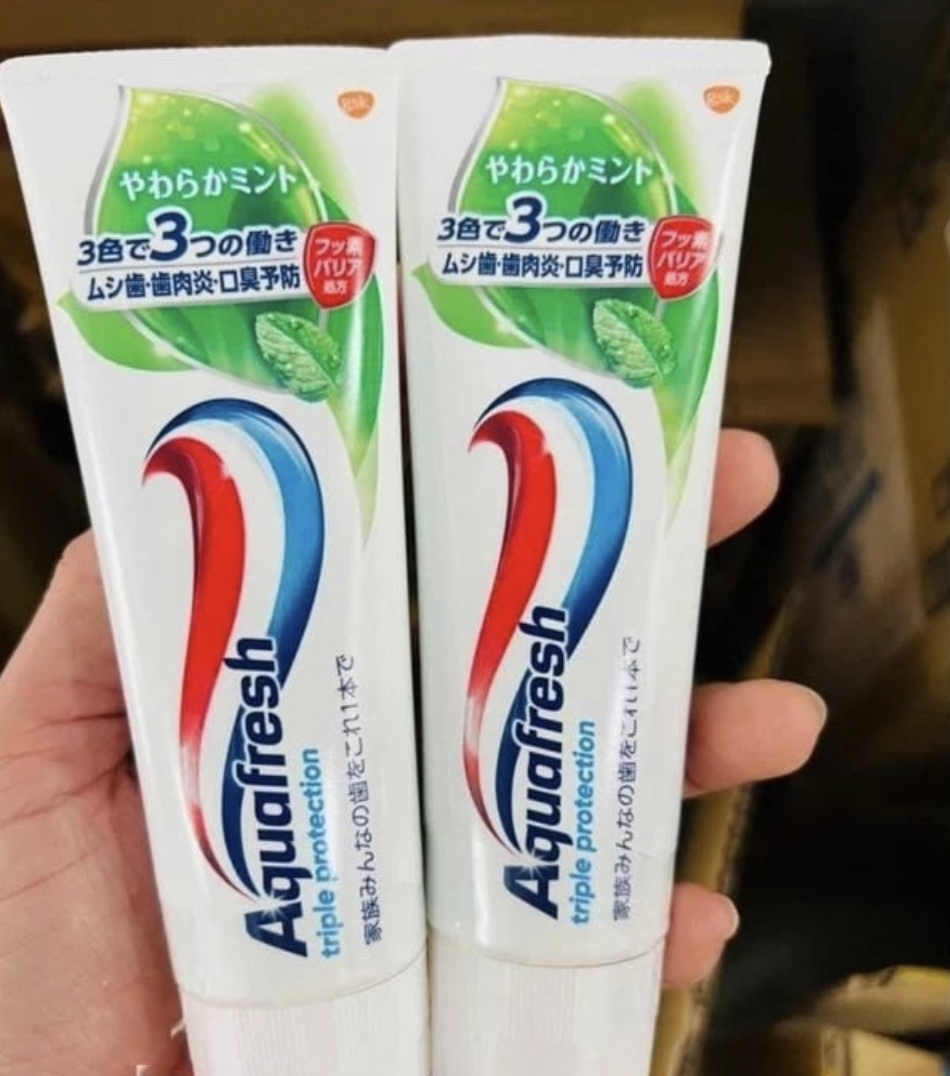 gsk
やわらかミント
3色で3つの働き
ムシ歯・歯肉炎・口臭予防
フッ素
バリア
処方
Aquafresh
triple protection
家族みんなの歯をこれ1本で
gsk
やわらかミント
3色で3つの働き
ムシ歯・歯肉炎・口臭予防
フッ素
バリア
処方
Aquafresh
triple protection
家族みんなの歯をこれ1本で